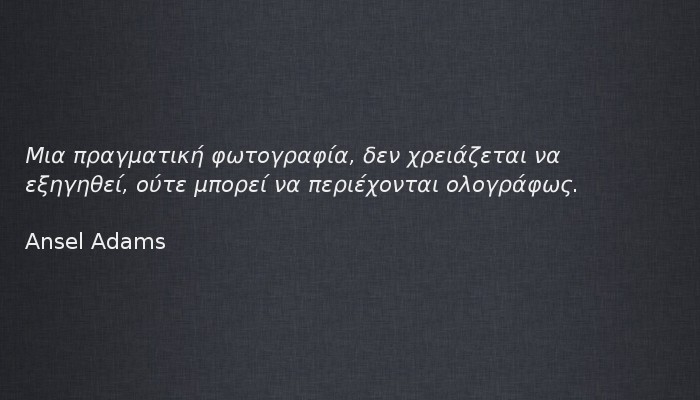 Μια πραγματική φωτογραφία, δεν χρειάζεται να
εξηγηθεί, ούτε μπορεί να περιέχονται ολογράφως.
Ansel Adams